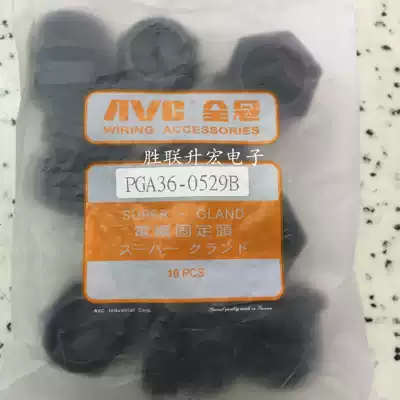 AVC 全冠
WIRING ACCESSORIES
胜联升宏电子
PGA36-0529B
SUPER - GLAND
電纜固定頭
スーパー グランド
10 PCS
AVC Industrial Corp.
Special quality made in Taiwan